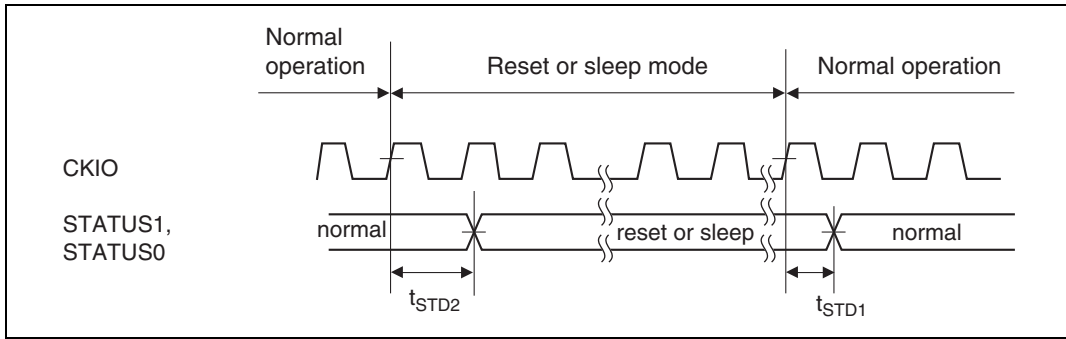 Normal
operation
Reset or sleep mode
Normal operation
CKIO
STATUS1,
STATUS0
normal
reset or sleep
normal
tSTD2
tSTD1